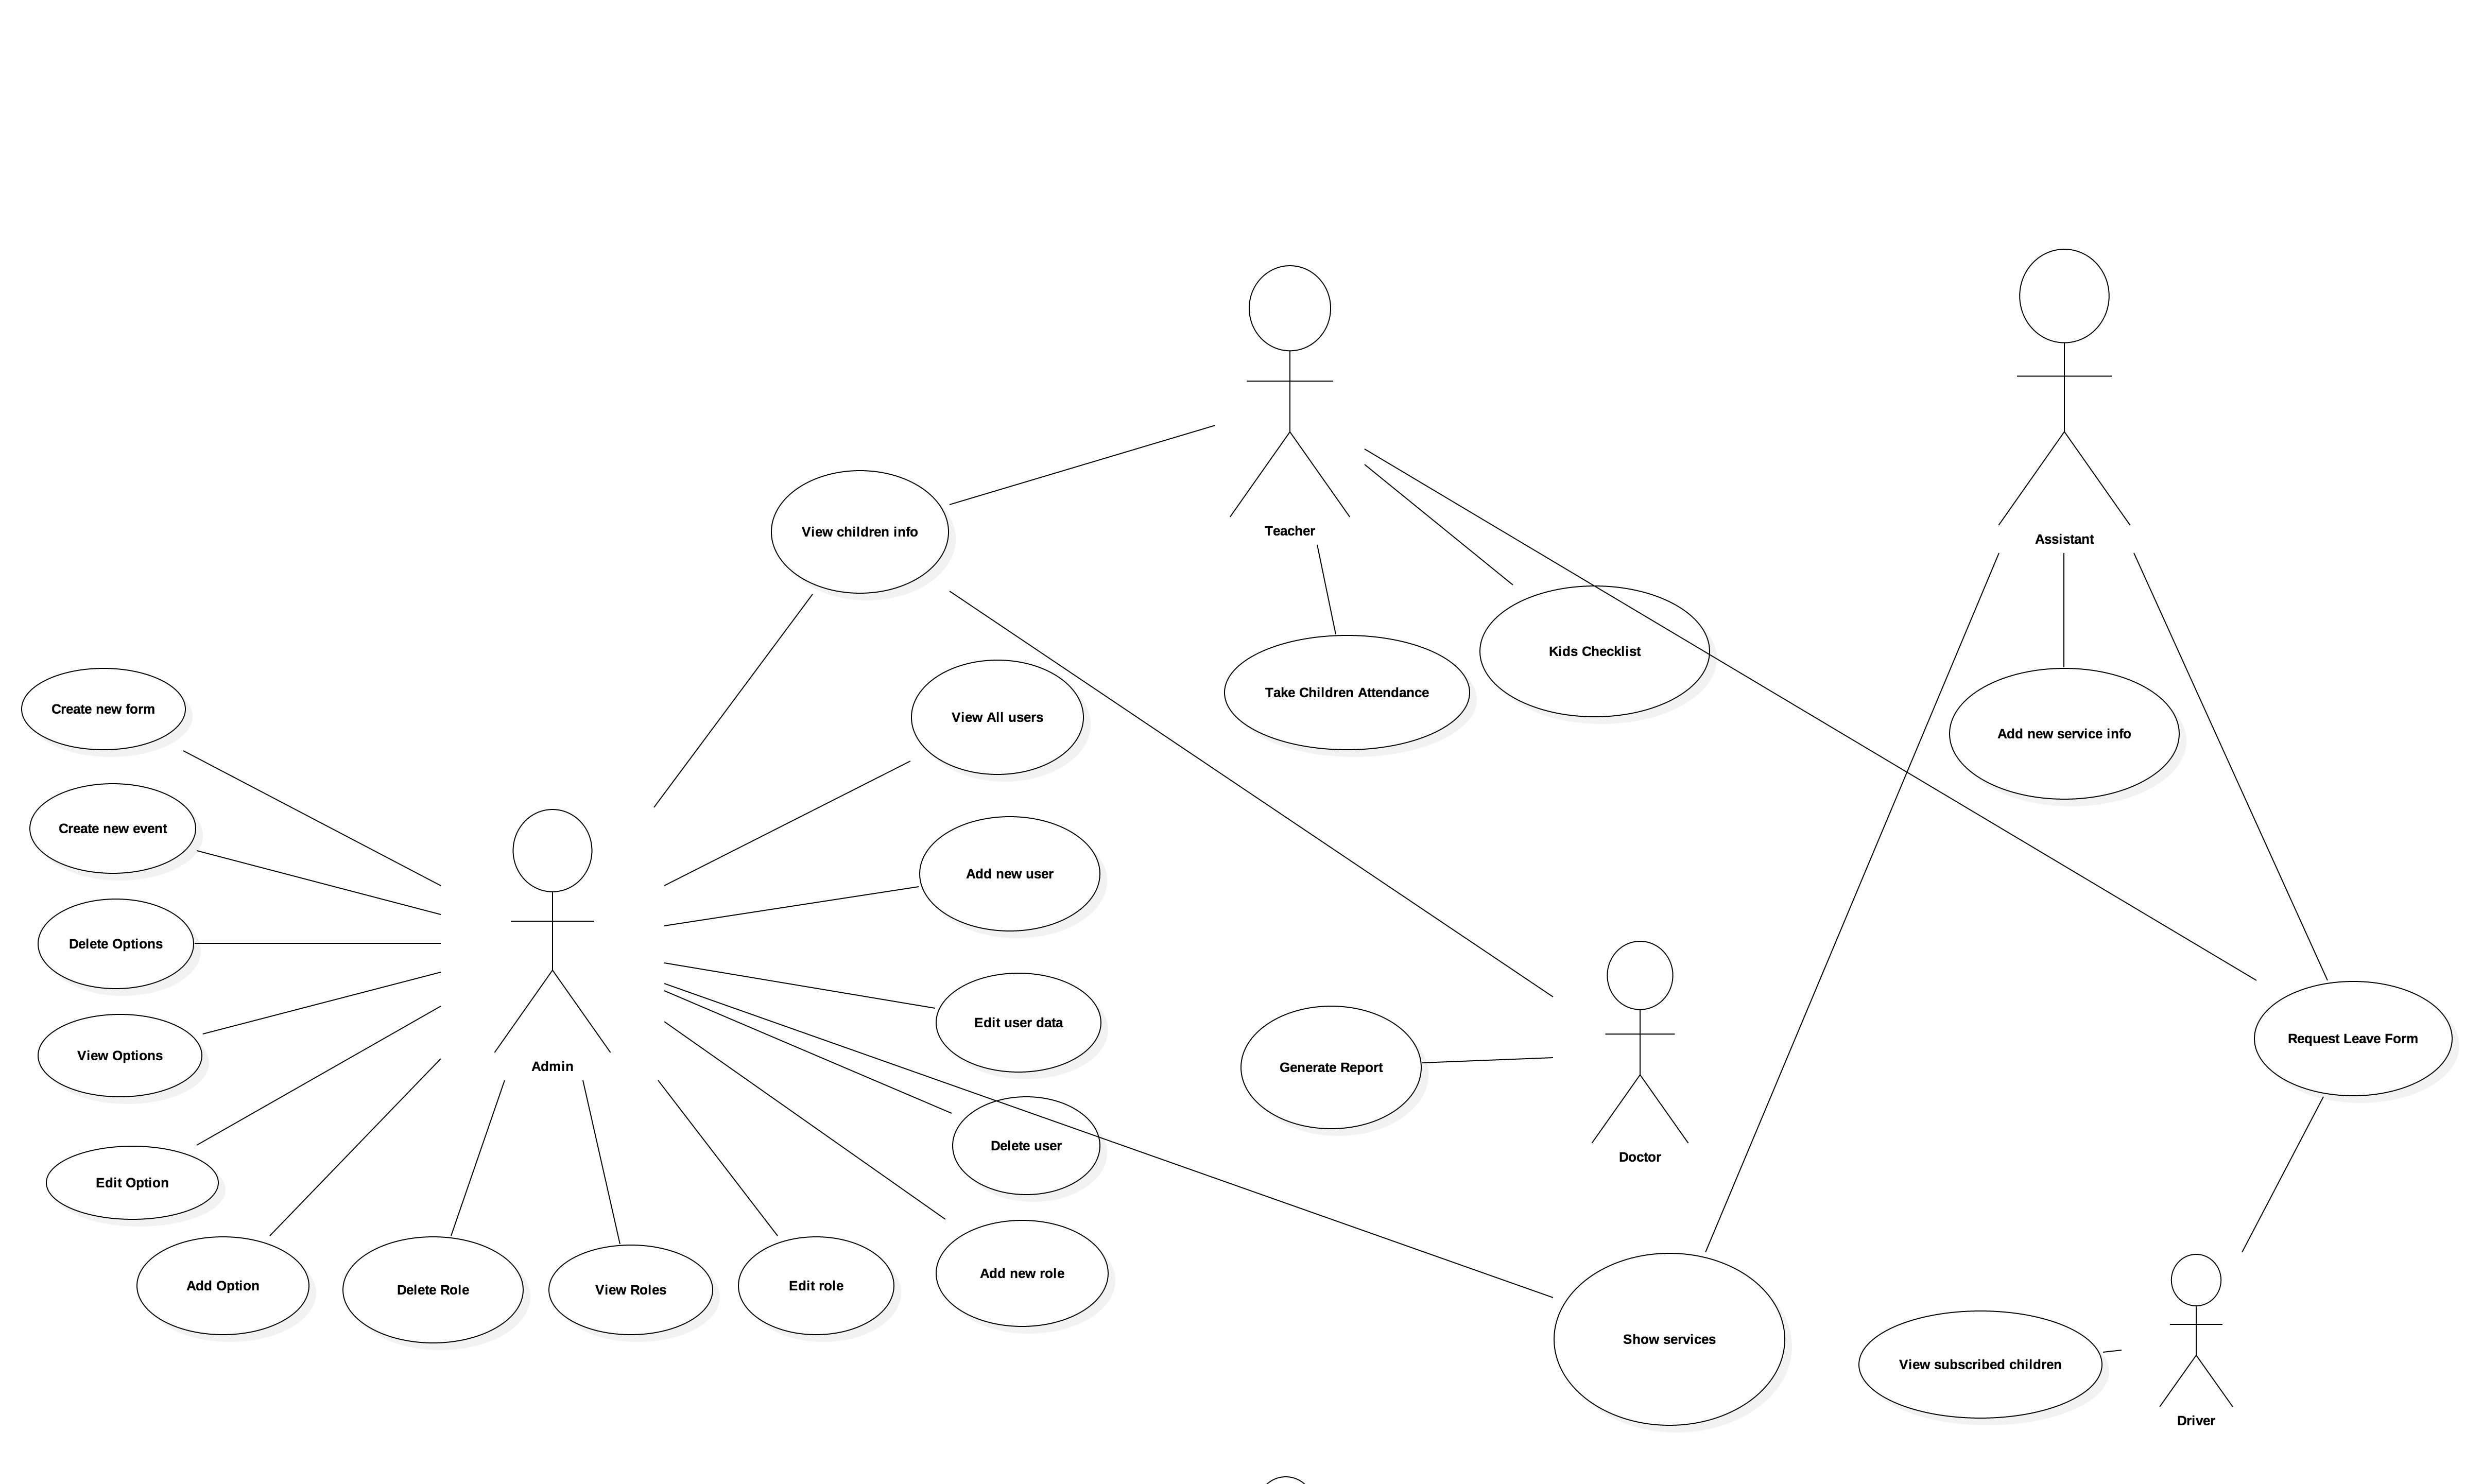 View children info
Teacher
Assistant
Kids Checklist
Take Children Attendance
Create new form
View All users
Add new service info
Create new event
Add new user
Delete Options
Edit user data
View Options
Admin
Generate Report
Request Leave Form
Delete user
Doctor
Edit Option
Add new role
Add Option
Delete Role
View Roles
Edit role
Show services
View subscribed children
Driver